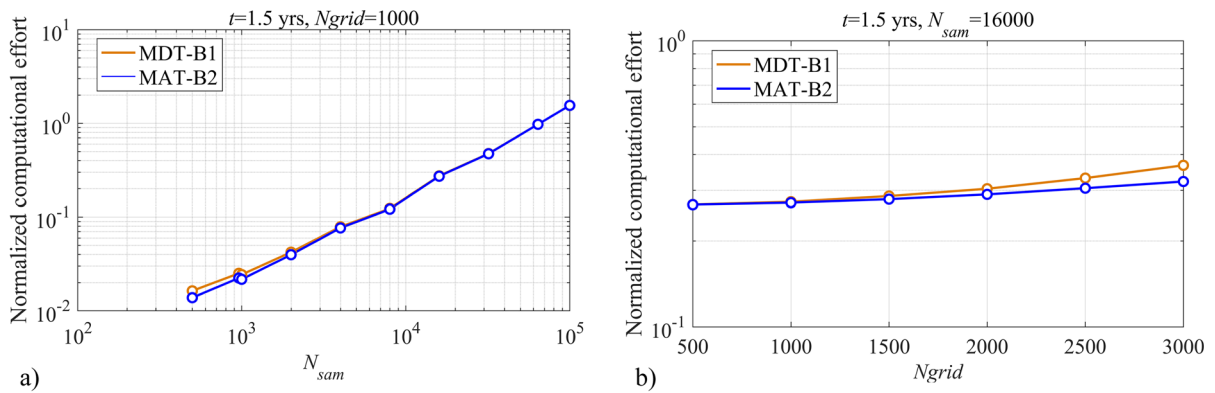 t=1.5 yrs, Ngrid=1000
Normalized computational effort
10^1
10^0
10^-1
10^-2
MDT-B1
MAT-B2
10^2
10^3
10^4
10^5
N_sam
a)
t=1.5 yrs, N_sam=16000
Normalized computational effort
10^0
10^-1
MDT-B1
MAT-B2
500
1000
1500
2000
2500
3000
Ngrid
b)